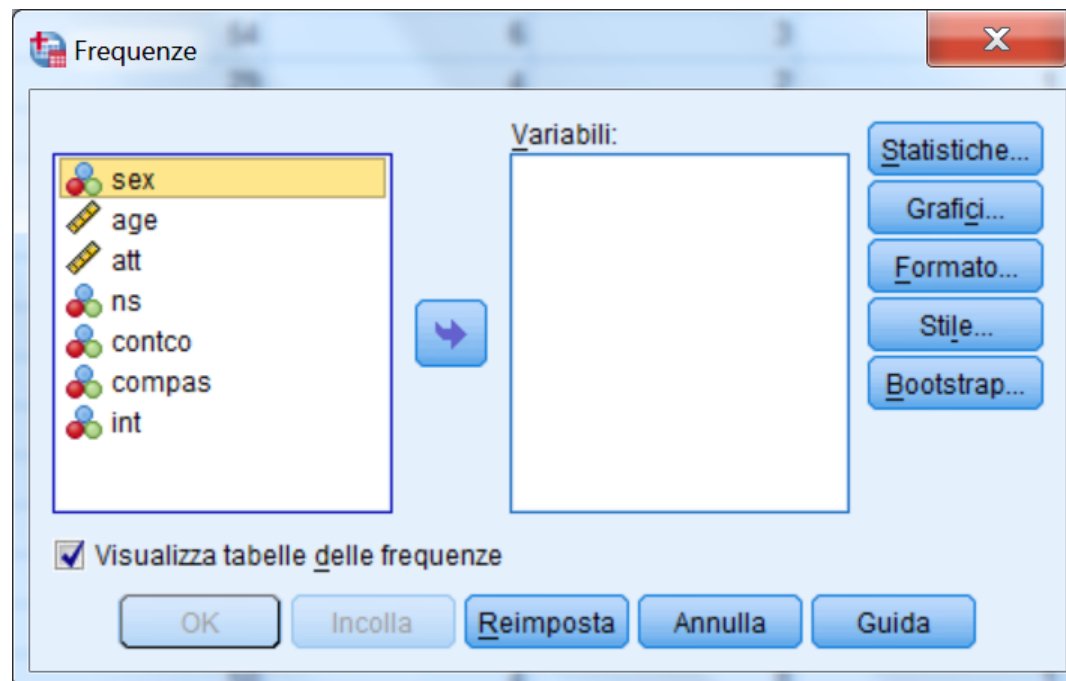 Frequenze
Variabili:
sex
age
att
ns
contco
compas
int
Statistiche...
Grafici...
Formato...
Stile...
Bootstrap...
Visualizza tabelle delle frequenze
OK Incolla Reimposta Annulla Guida